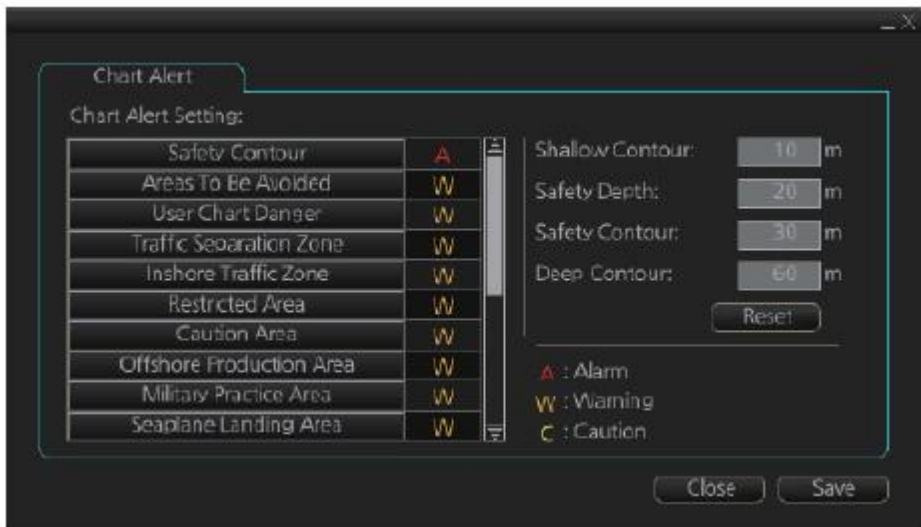 Chart Alert
Chart Alert Setting:
Safety Contour A
Areas To Be Avoided W
User Chart Danger W
Traffic Separation Zone W
Inshore Traffic Zone W
Restricted Area W
Caution Area W
Offshore Production Area W
Military Practice Area W
Seaplane Landing Area W
Shallow Contour: 10 m
Safety Depth: 20 m
Safety Contour: 30 m
Deep Contour: 60 m
Reset
A : Alarm
W : Warning
C : Caution
Close
Save